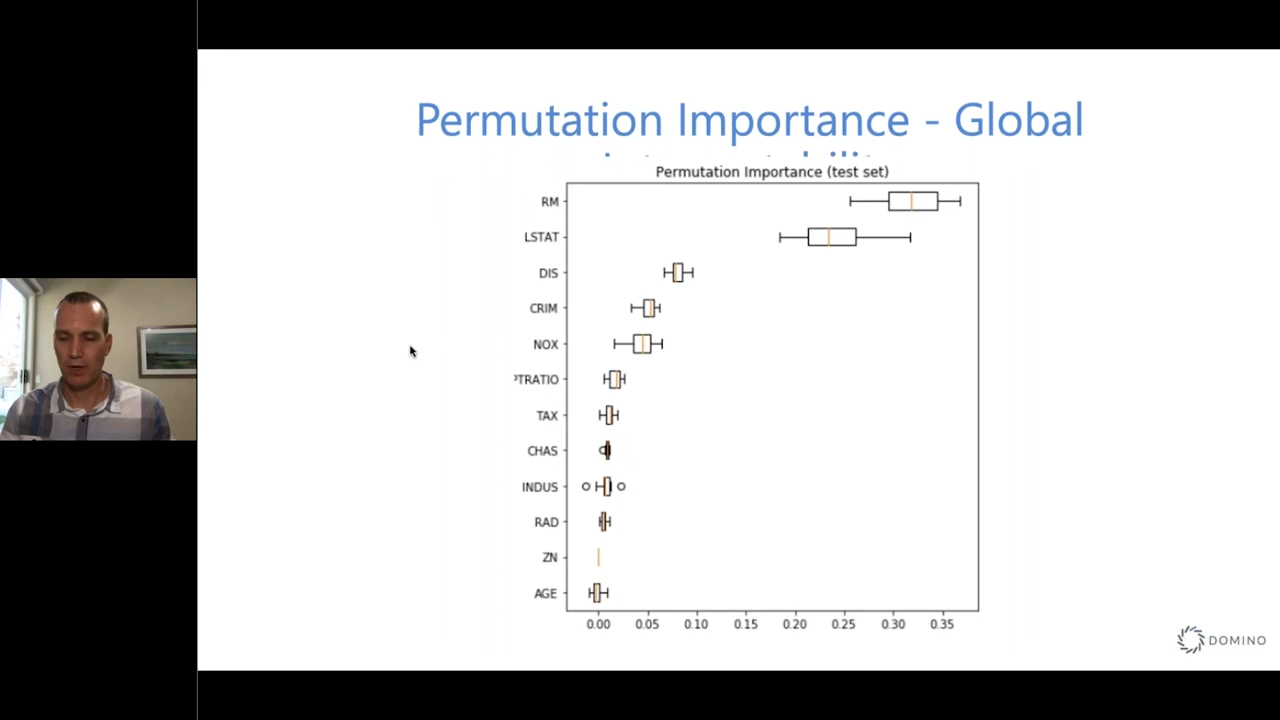 Permutation Importance - Global
Permutation Importance (test set)
RM
LSTAT
DIS
CRIM
NOX
PTRATIO
TAX
CHAS
INDUS
RAD
ZN
AGE
0.00 0.05 0.10 0.15 0.20 0.25 0.30 0.35
DOMINO